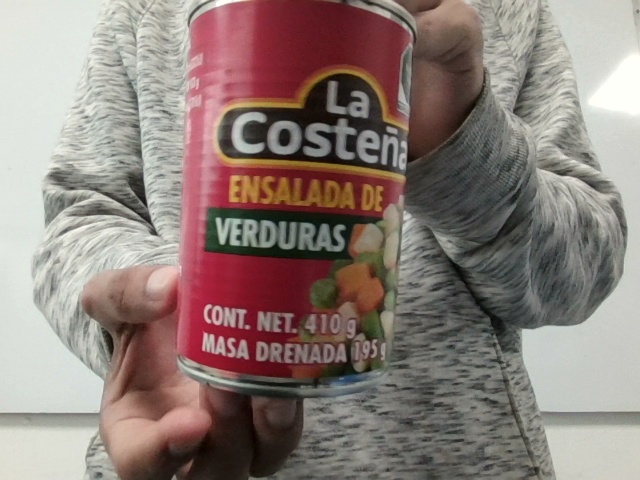 La
Costeña
ENSALADA DE
VERDURAS
CONT. NET. 410 g
MASA DRENADA 195 g